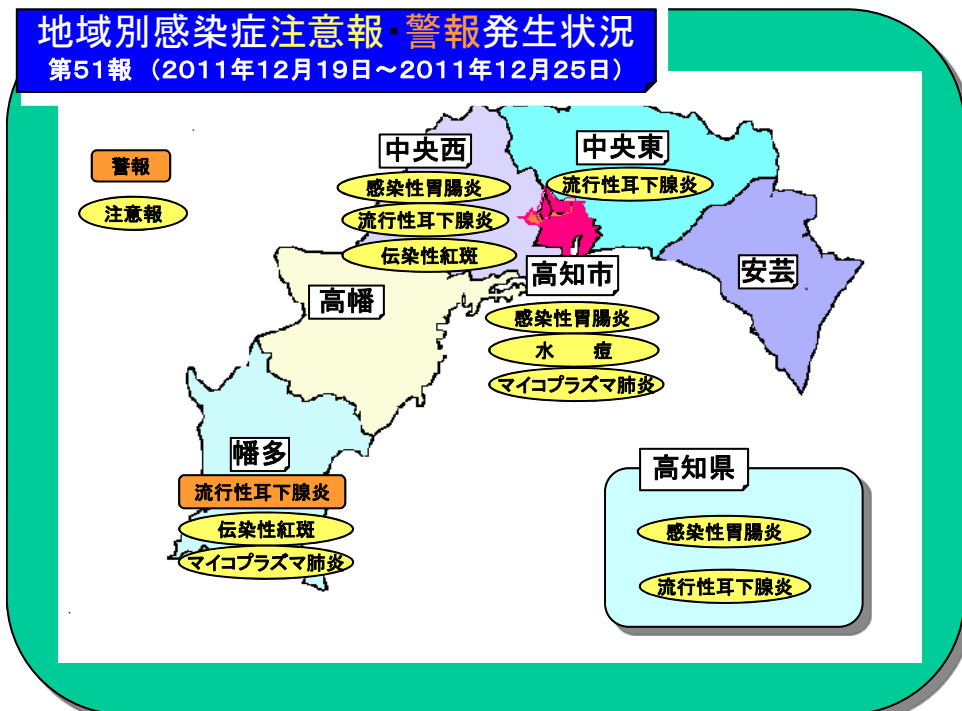 地域別感染症注意報・警報発生状況
第51報 （2011年12月19日～2011年12月25日）
警報
注意報
中央西
感染性胃腸炎
流行性耳下腺炎
伝染性紅斑
中央東
流行性耳下腺炎
安芸
高知市
感染性胃腸炎
水　痘
マイコプラズマ肺炎
高幡
幡多
流行性耳下腺炎
伝染性紅斑
マイコプラズマ肺炎
高知県
感染性胃腸炎
流行性耳下腺炎